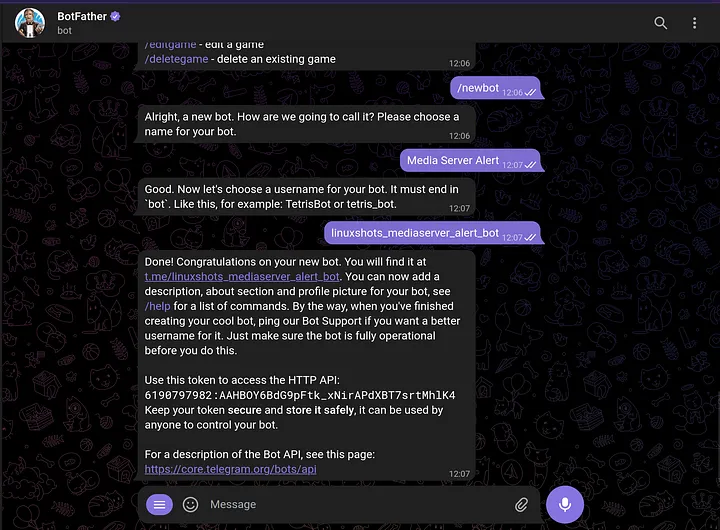 BotFather
bot
/editgame - edit a game
/deletegame - delete an existing game
12:06
/newbot 12:06
Alright, a new bot. How are we going to call it? Please choose a
name for your bot.
12:06
Media Server Alert 12:07
Good. Now let's choose a username for your bot. It must end in
`bot`. Like this, for example: TetrisBot or tetris_bot.
12:07
linuxshots_mediaserver_alert_bot 12:07
Done! Congratulations on your new bot. You will find it at
t.me/linuxshots_mediaserver_alert_bot. You can now add a
description, about section and profile picture for your bot, see
/help for a list of commands. By the way, when you've finished
creating your cool bot, ping our Bot Support if you want a better
username for it. Just make sure the bot is fully operational
before you do this.
Use this token to access the HTTP API:
6190797982:AAHBOY6BdG9pFtk_xNirAPdXBT7srtMhlK4
Keep your token secure and store it safely, it can be used by
anyone to control your bot.
For a description of the Bot API, see this page:
https://core.telegram.org/bots/api
12:07
Message